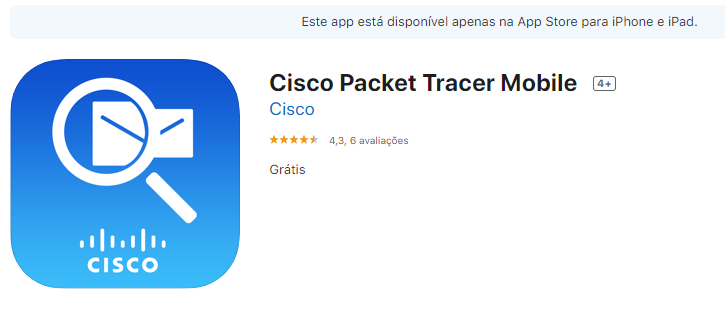 Este app está disponível apenas na App Store para iPhone e iPad.
Cisco Packet Tracer Mobile 4+
Cisco
4,3, 6 avaliações
Grátis
CISCO